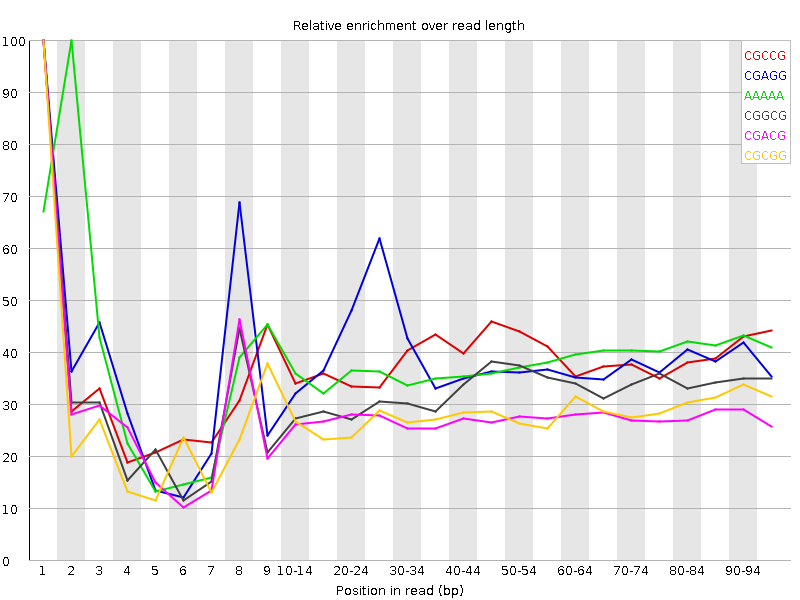 Relative enrichment over read length
100
90
80
70
60
50
40
30
20
10
0
CGCCG
CGAGG
AAAAA
CGGCG
CGACG
CGCGG
1 2 3 4 5 6 7 8 9 10-14 20-24 30-34 40-44 50-54 60-64 70-74 80-84 90-94
Position in read (bp)